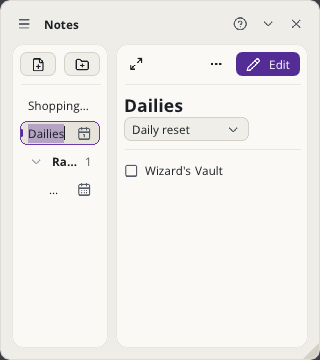 Notes
Shopping...
Dailies
Ra... 1
...
Edit
Dailies
Daily reset
Wizard's Vault